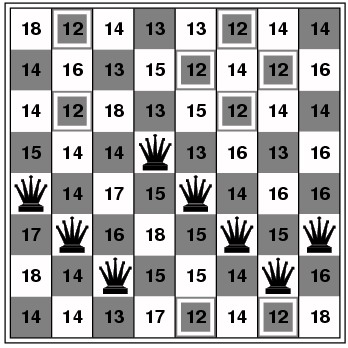 18 12 14 13 13 12 14 14
14 16 13 15 12 14 12 16
14 12 18 13 15 12 14 14
15 14 14 13 16 13 16
14 17 15 14 16 16
17 16 18 15 15
18 14 15 15 14 16
14 14 13 17 12 14 12 18